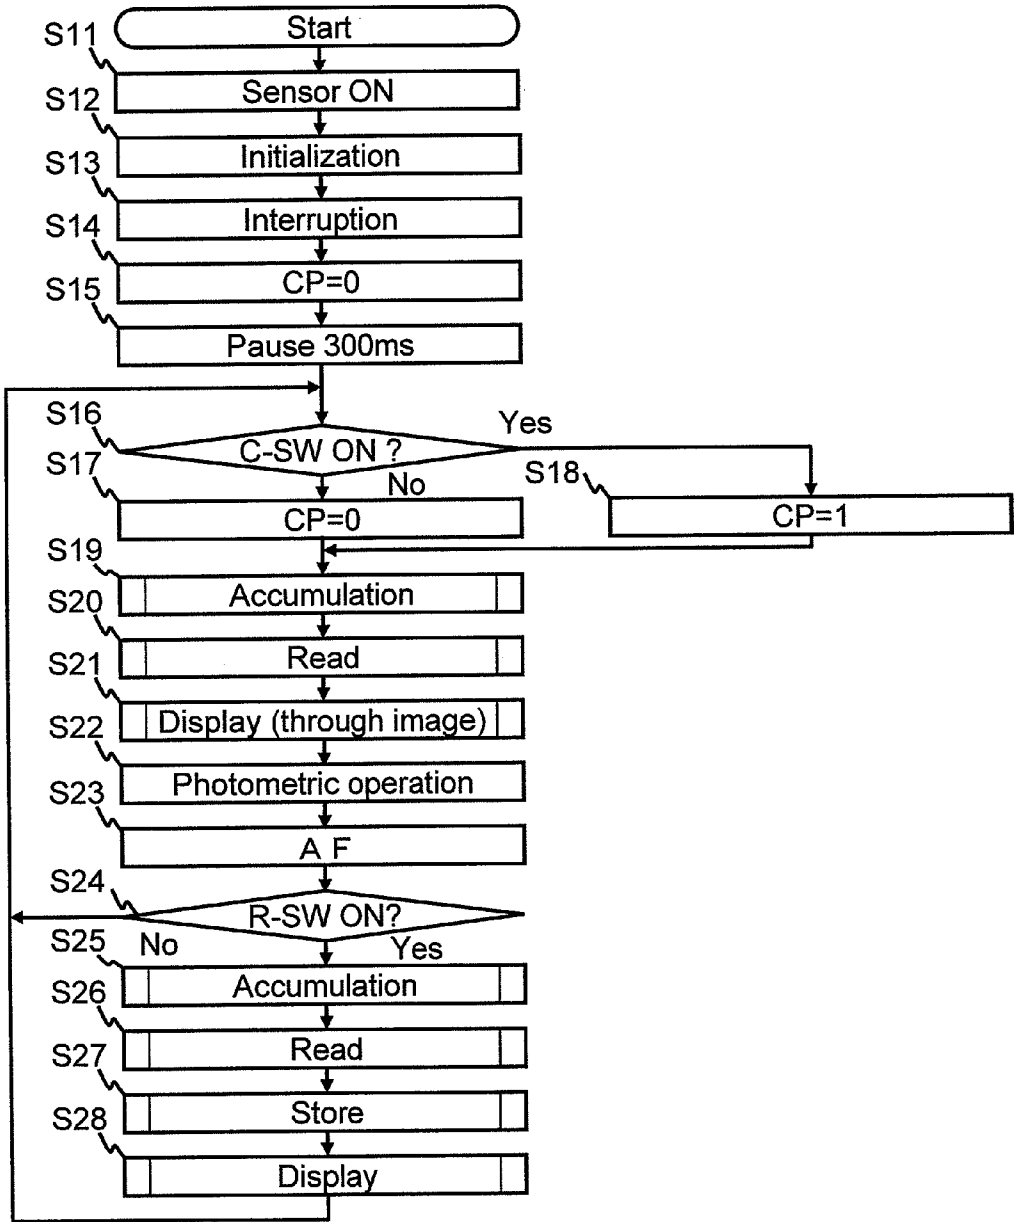 Start
S11
Sensor ON
S12
Initialization
S13
Interruption
S14
CP=0
S15
Pause 300ms
S16
C-SW ON ?
Yes
No
S17
CP=0
S18
CP=1
S19
Accumulation
S20
Read
S21
Display (through image)
S22
Photometric operation
S23
A F
S24
R-SW ON?
No
Yes
S25
Accumulation
S26
Read
S27
Store
S28
Display